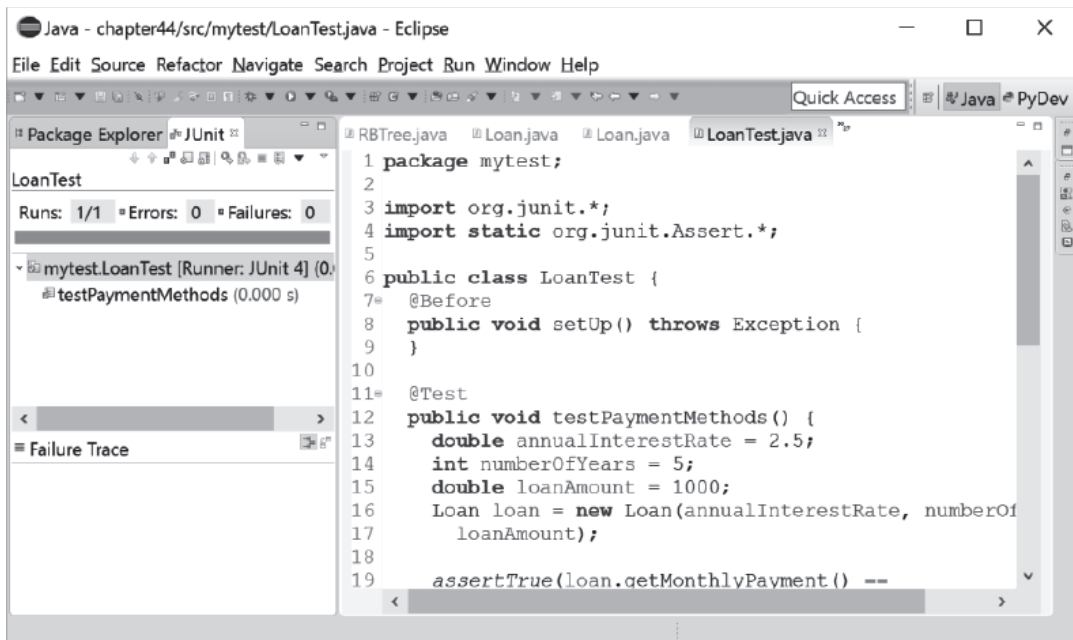 Java - chapter44/src/mytest/LoanTest.java - Eclipse
File Edit Source Refactor Navigate Search Project Run Window Help
Quick Access
Java
PyDev
Package Explorer
JUnit
LoanTest
Runs: 1/1
Errors: 0
Failures: 0
mytest.LoanTest [Runner: JUnit 4] (0.
testPaymentMethods (0.000 s)
Failure Trace
RBTree.java
Loan.java
Loan.java
LoanTest.java
1 package mytest;
2
3 import org.junit.*;
4 import static org.junit.Assert.*;
5
6 public class LoanTest {
7 @Before
8 public void setUp() throws Exception {
9 }
10
11 @Test
12 public void testPaymentMethods() {
13 double annualInterestRate = 2.5;
14 int numberOfYears = 5;
15 double loanAmount = 1000;
16 Loan loan = new Loan(annualInterestRate, numberOf
17 loanAmount);
18
19 assertTrue(loan.getMonthlyPayment() ==